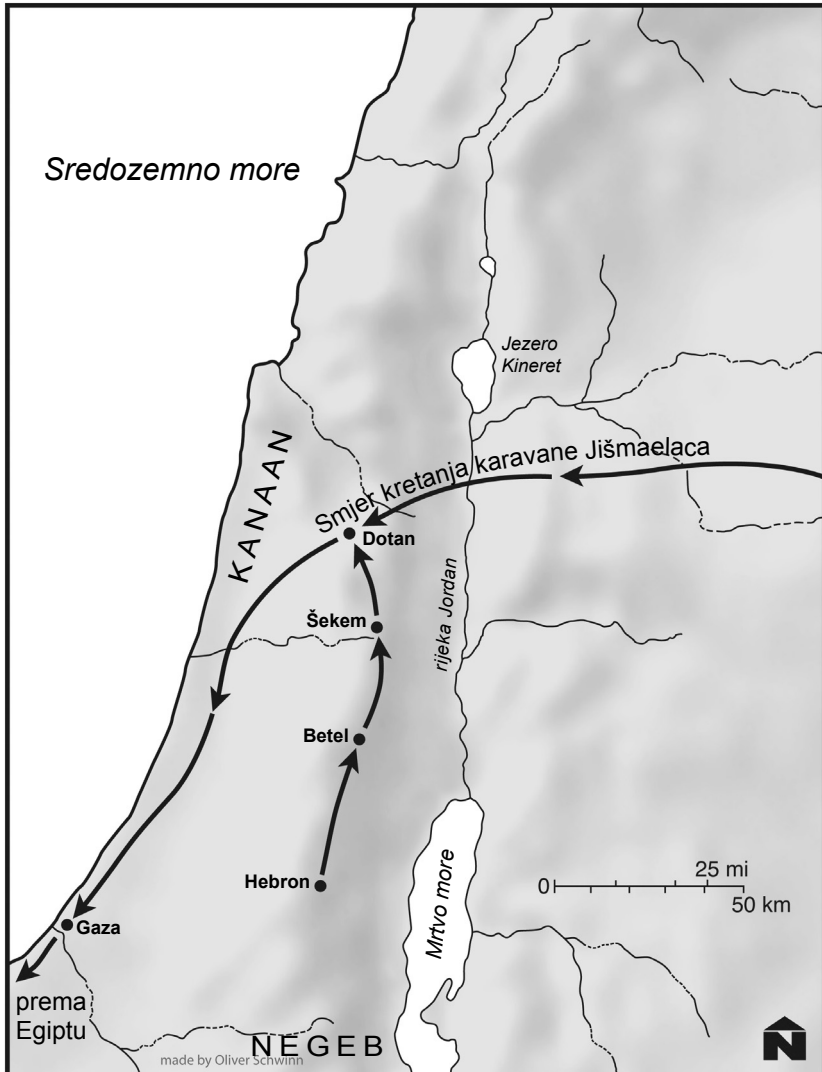 Sredozemno more
Jezero
Kineret
KANAAN
Smjer kretanja karavane Jišmaelaca
Dotan
Šekem
rijeka Jordan
Betel
Hebron
Mrtvo more
25 mi
0
50 km
Gaza
prema
Egiptu
NEGEB
made by Oliver Schwinn
N